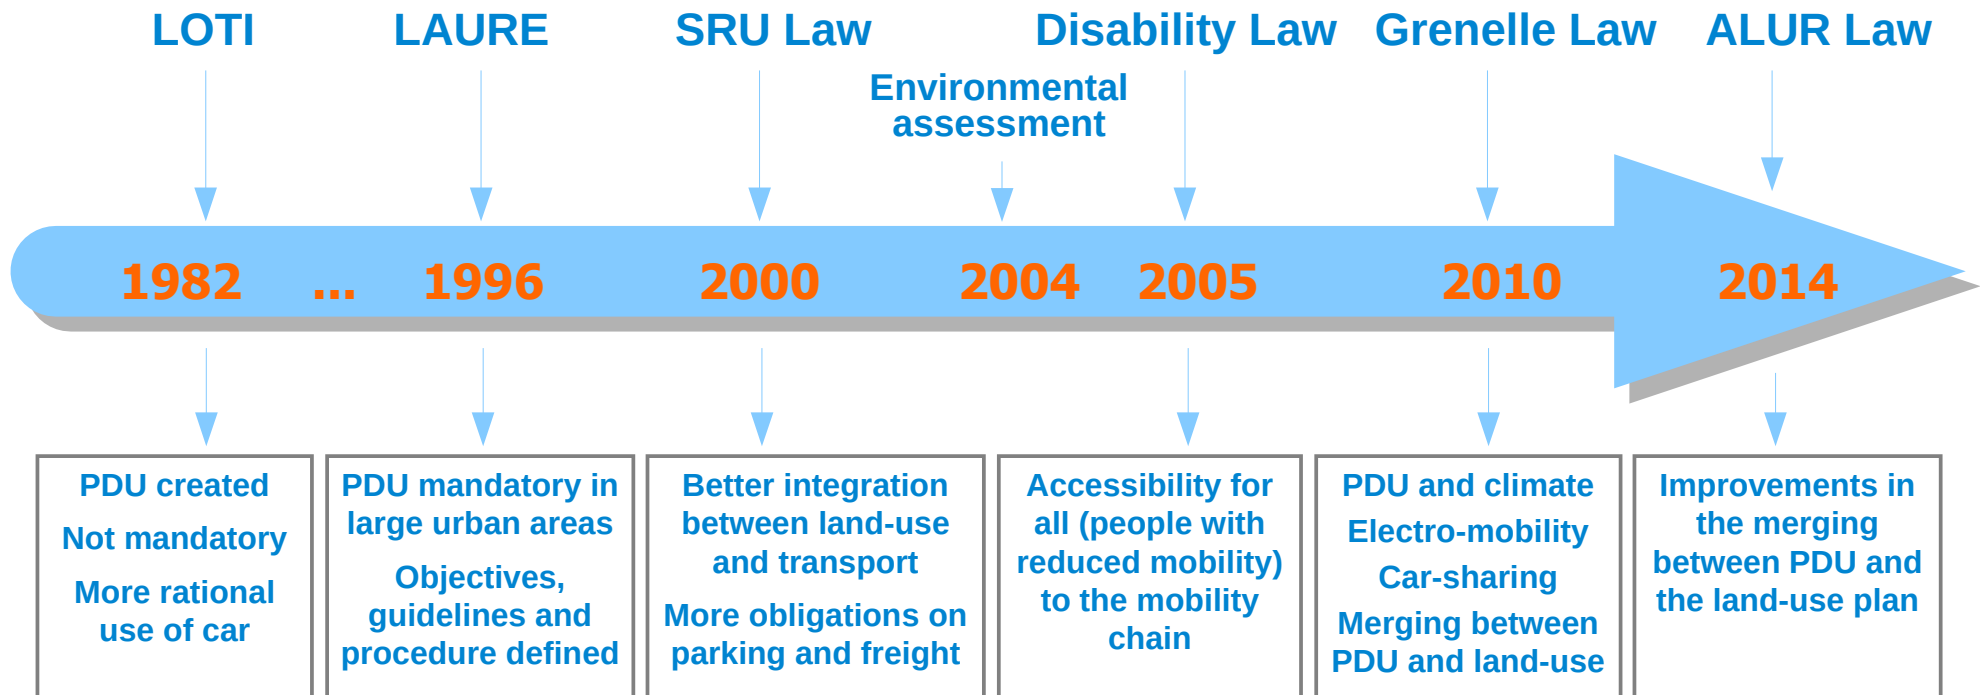 LOTI
LAURE
SRU Law
Disability Law
Grenelle Law
ALUR Law
Environmental
assessment
1982
...
1996
2000
2004
2005
2010
2014
PDU created
Not mandatory
More rational
use of car
PDU mandatory in
large urban areas
Objectives,
guidelines and
procedure defined
Better integration
between land-use
and transport
More obligations on
parking and freight
Accessibility for
all (people with
reduced mobility)
to the mobility
chain
PDU and climate
Electro-mobility
Car-sharing
Merging between
PDU and land-use
Improvements in
the merging
between PDU and
the land-use plan